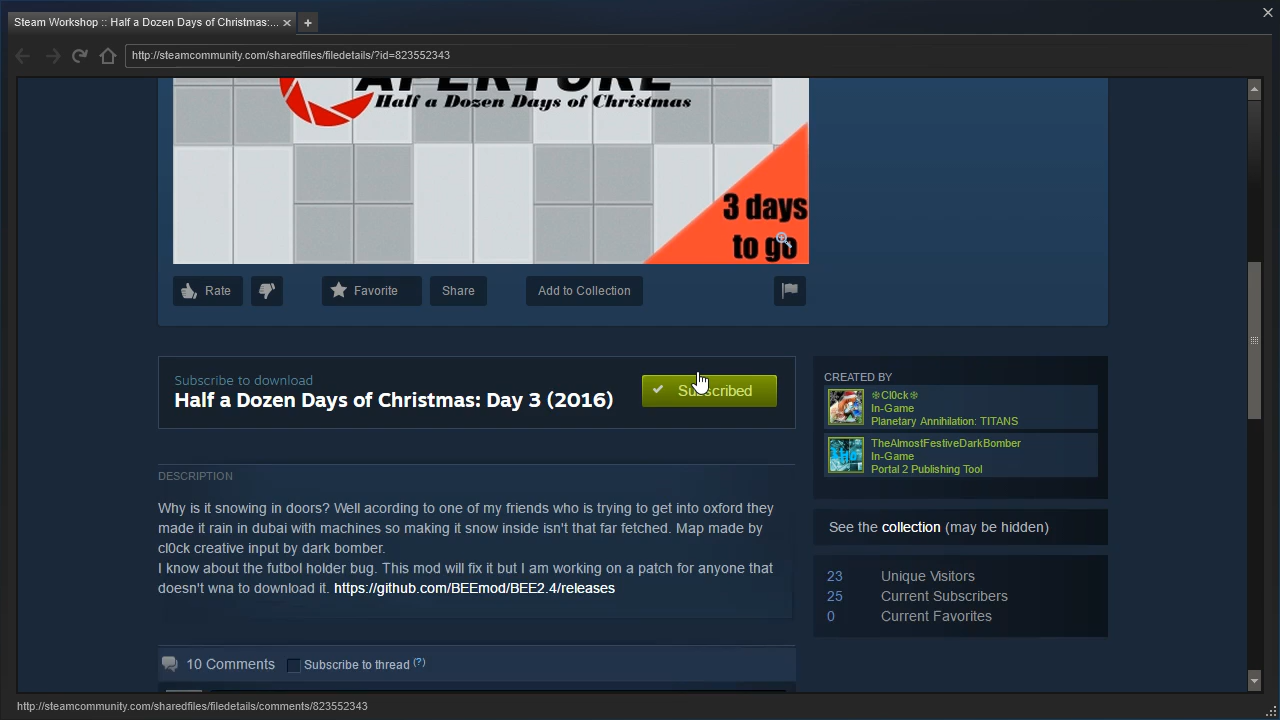 Steam Workshop :: Half a Dozen Days of Christmas:...
http://steamcommunity.com/sharedfiles/filedetails/?id=823552343
APERTURE
Half a Dozen Days of Christmas
3 days
to go
Rate
Favorite
Share
Add to Collection
Subscribe to download
Half a Dozen Days of Christmas: Day 3 (2016)
Subscribed
CREATED BY
❄Cl0ck❄
In-Game
Planetary Annihilation: TITANS
TheAlmostFestiveDarkBomber
In-Game
Portal 2 Publishing Tool
DESCRIPTION
Why is it snowing in doors? Well acording to one of my friends who is trying to get into oxford they
made it rain in dubai with machines so making it snow inside isn't that far fetched. Map made by
cl0ck creative input by dark bomber.
I know about the futbol holder bug. This mod will fix it but I am working on a patch for anyone that
doesn't wna to download it. https://github.com/BEEmod/BEE2.4/releases
See the collection (may be hidden)
23 Unique Visitors
25 Current Subscribers
0 Current Favorites
10 Comments
Subscribe to thread (?)
http://steamcommunity.com/sharedfiles/filedetails/comments/823552343